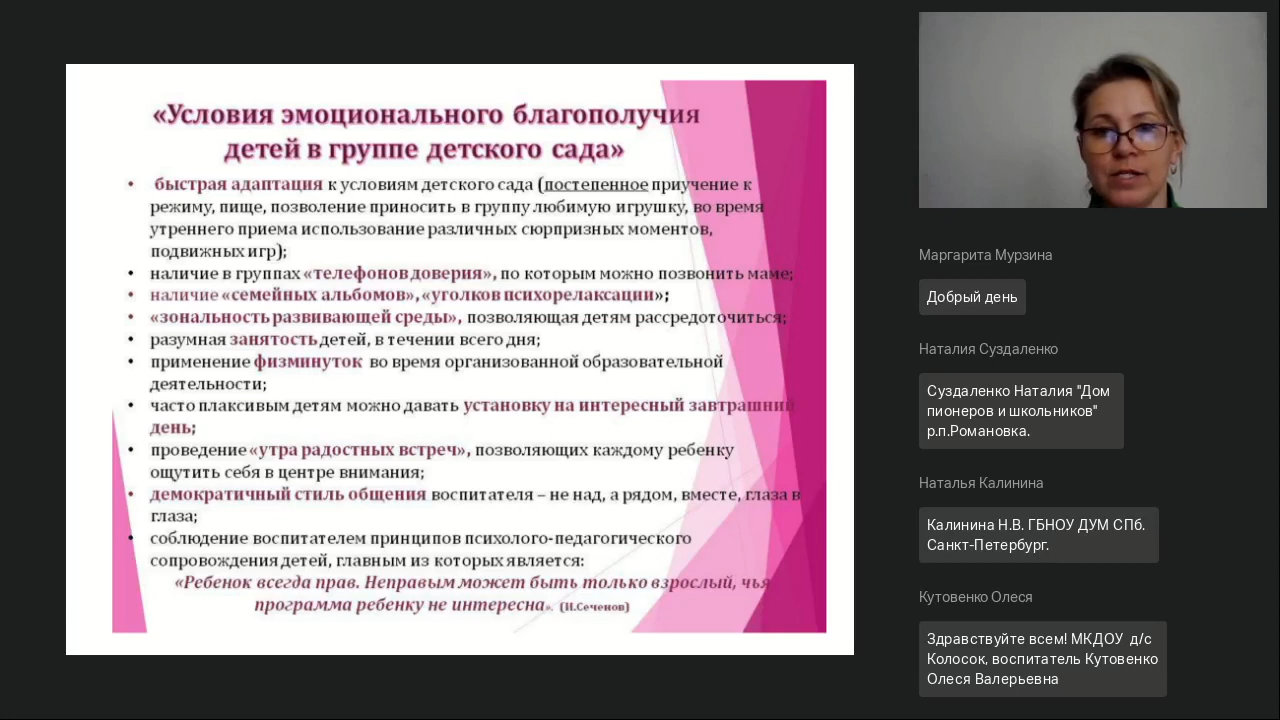 «Условия эмоционального благополучия
детей в группе детского сада»
• быстрая адаптация к условиям детского сада (постепенное приучение к
режиму, пище, позволение приносить в группу любимую игрушку, во время
утреннего приема использование различных сюрпризных моментов,
подвижных игр);
• наличие в группах «телефонов доверия», по которым можно позвонить маме;
• наличие «семейных альбомов», «уголков психорелаксации»;
• «зональность развивающей среды», позволяющая детям рассредоточиться;
• разумная занятость детей, в течении всего дня;
• применение физминуток во время организованной образовательной
деятельности;
• часто плаксивым детям можно давать установку на интересный завтрашний
день;
• проведение «утра радостных встреч», позволяющих каждому ребенку
ощутить себя в центре внимания;
• демократичный стиль общения воспитателя – не над, а рядом, вместе, глаза в
глаза;
• соблюдение воспитателем принципов психолого-педагогического
сопровождения детей, главным из которых является:
«Ребенок всегда прав. Неправым может быть только взрослый, чья
программа ребенку не интересна». (И.Сеченов)
Маргарита Мурзина
Добрый день
Наталия Суздаленко
Суздаленко Наталия "Дом
пионеров и школьников"
р.п.Романовка.
Наталья Калинина
Калинина Н.В. ГБНОУ ДУМ СПб.
Санкт-Петербург.
Кутовенко Олеся
Здравствуйте всем! МКДОУ д/с
Колосок, воспитатель Кутовенко
Олеся Валерьевна